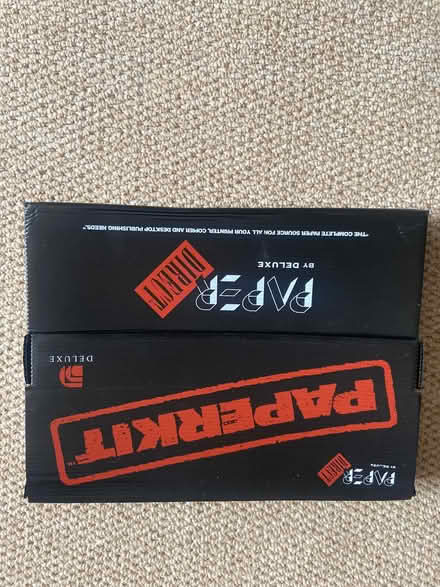 PAPER
DIRECT
BY DELUXE
PAPERKIT
TM
DELUXE
PAPER
DIRECT
BY DELUXE
"THE COMPLETE PAPER SOURCE FOR ALL YOUR PRINTER, COPIER AND DESKTOP PUBLISHING NEEDS."